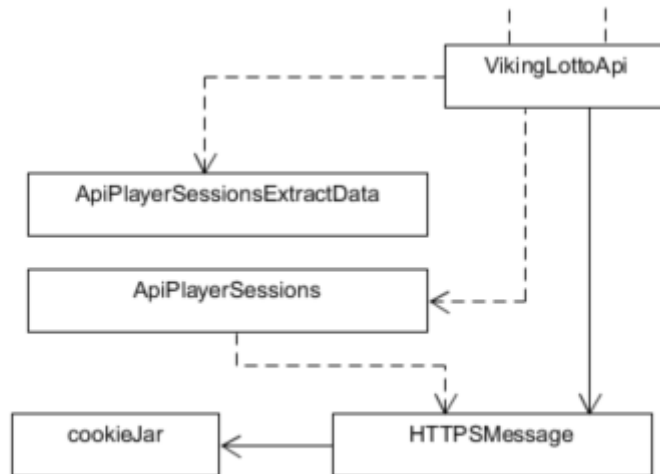 VikingLottoApi
ApiPlayerSessionsExtractData
ApiPlayerSessions
cookieJar
HTTPSMessage